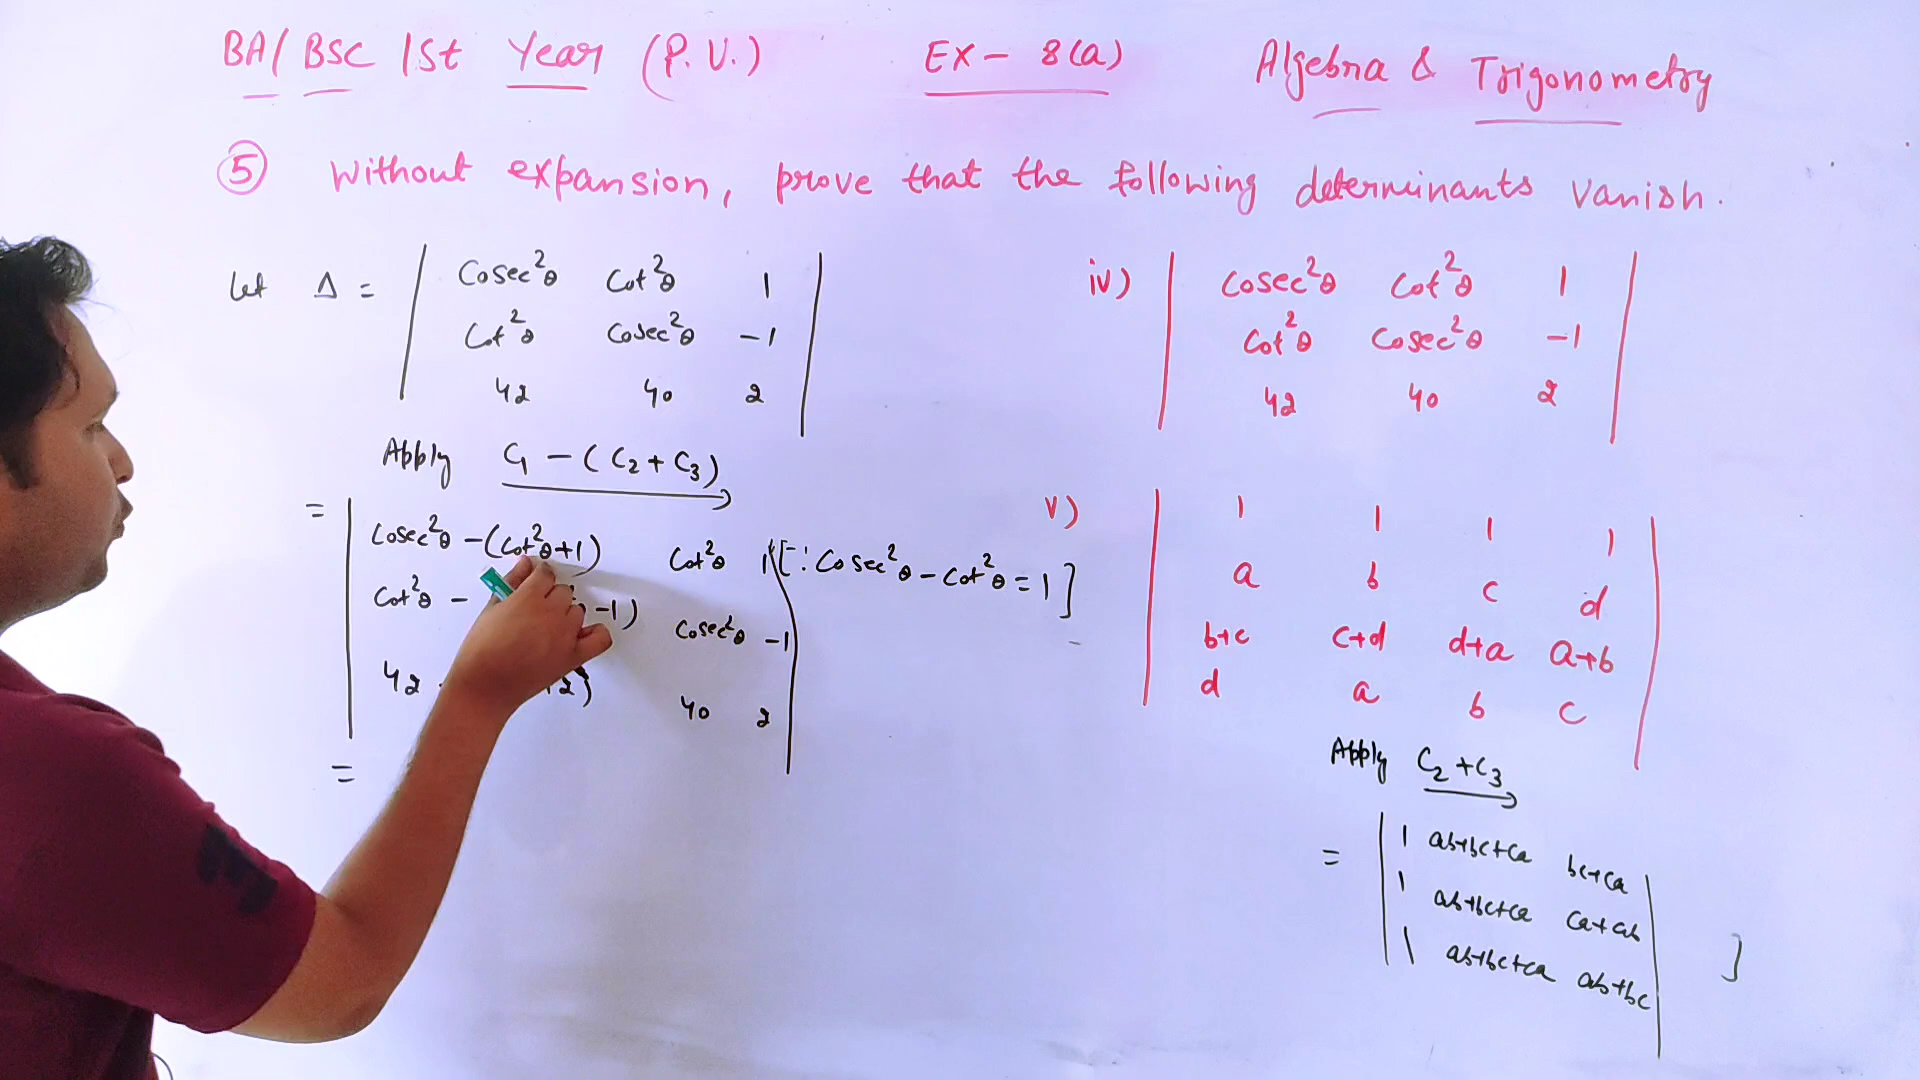 BA/BSC 1St Year (P.U.) EX- 8(a) Algebra & Trigonometry
⑤ Without expansion, prove that the following determinants vanish.
Let Δ = | Cosec²θ Cot²θ 1
Cot²θ Cosec²θ -1
42 40 2 |
Apply C₁ - (C₂ + C₃)
= | Cosec²θ - (Cot²θ+1) Cot²θ 1 | [∵ Cosec²θ - Cot²θ = 1]
Cot²θ - -1) Cosec²θ -1
42 2) 40 2
=
iv) | Cosec²θ Cot²θ 1
Cot²θ Cosec²θ -1
42 40 2 |
v) | 1 1 1 1
a b c d
b+c c+d d+a a+b
d a b c |
Apply C₂ + C₃
= | 1 ab+bc+ca bc+ca
1 ab+bc+ca ca+ab
1 ab+bc+ca ab+bc | ]